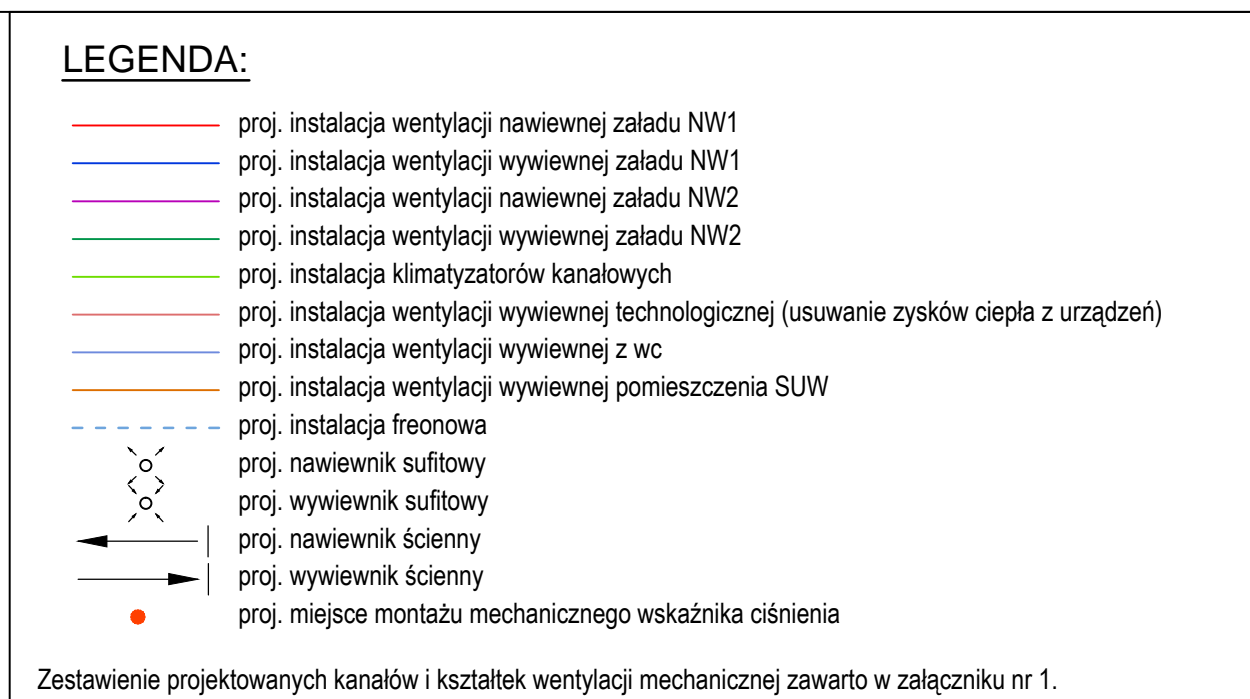 LEGENDA:
proj. instalacja wentylacji nawiewnej załadu NW1
proj. instalacja wentylacji wywiewnej załadu NW1
proj. instalacja wentylacji nawiewnej załadu NW2
proj. instalacja wentylacji wywiewnej załadu NW2
proj. instalacja klimatyzatorów kanałowych
proj. instalacja wentylacji wywiewnej technologicznej (usuwanie zysków ciepła z urządzeń)
proj. instalacja wentylacji wywiewnej z wc
proj. instalacja wentylacji wywiewnej pomieszczenia SUW
proj. instalacja freonowa
proj. nawiewnik sufitowy
proj. wywiewnik sufitowy
proj. nawiewnik ścienny
proj. wywiewnik ścienny
proj. miejsce montażu mechanicznego wskaźnika ciśnienia
Zestawienie projektowanych kanałów i kształtek wentylacji mechanicznej zawarto w załączniku nr 1.